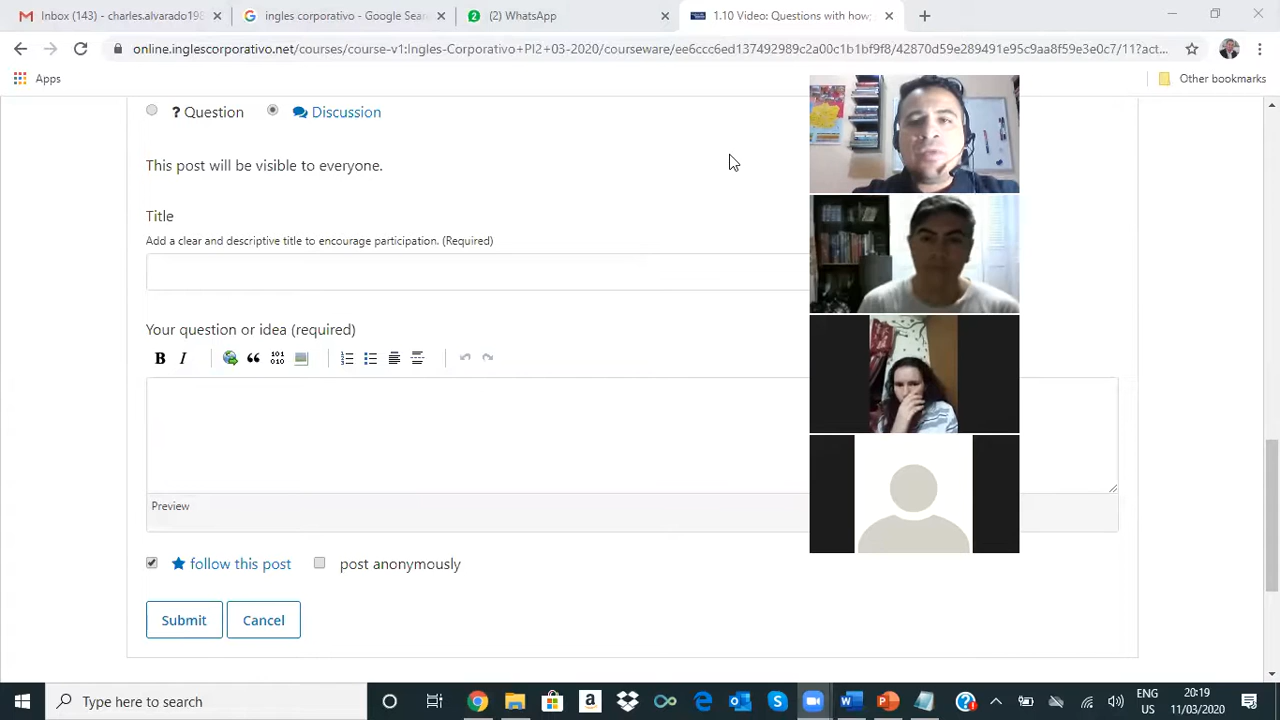 Inbox (143) - charles.alvarado199
ingles corporativo - Google Sea
(2) WhatsApp
1.10 Video: Questions with how;
online.inglescorporativo.net/courses/course-v1:Ingles-Corporativo+PI2+03-2020/courseware/ee6ccc6ed137492989c2a00c1b1bf9f8/42870d59e289491e95c9aa8f59e3e0c7/11?act...
Apps
Other bookmarks
Question
Discussion
This post will be visible to everyone.
Title
Add a clear and descriptive title to encourage participation. (Required)
Your question or idea (required)
Preview
follow this post
post anonymously
Submit
Cancel
Type here to search
ENG
US
20:19
11/03/2020